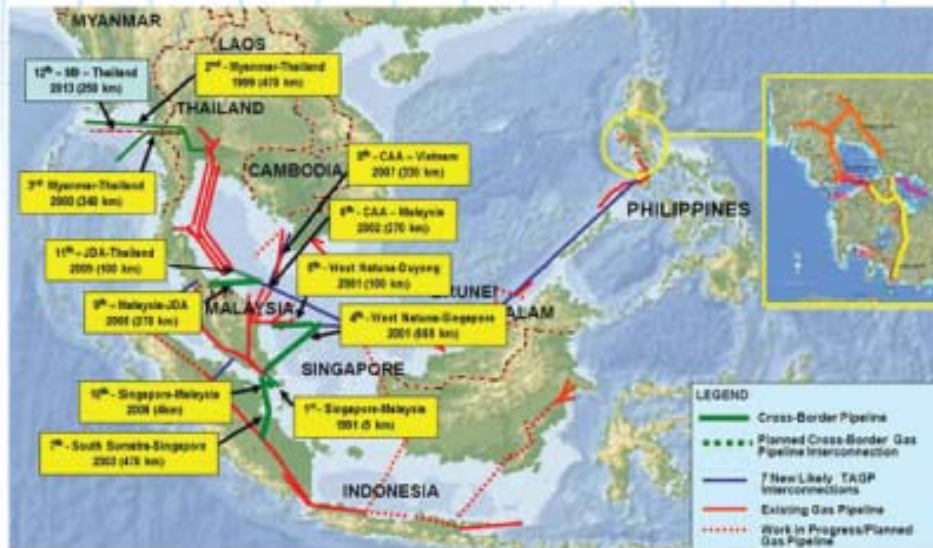 MYANMAR
LAOS
12th – M9 – Thailand
2013 (250 km)
2nd - Myanmar-Thailand
1999 (470 km)
THAILAND
CAMBODIA
8th - CAA – Vietnam
2007 (330 km)
3rd Myanmar-Thailand
2000 (340 km)
6th - CAA – Malaysia
2002 (270 km)
PHILIPPINES
11th – JDA-Thailand
2009 (100 km)
5th - West Natuna-Duyong
2001 (100 km)
9th – Malaysia-JDA
(270 km)
MALAYSIA
BRUNEI
ALAM
4th - West Natuna-Singapore
2001
SINGAPORE
10th - Singapore-Malaysia
2006 (4km)
1st - Singapore-Malaysia
1991 (5 km)
7th - South Sumatra-Singapore
2003 (470 km)
INDONESIA
LEGEND
Cross-Border Pipeline
Planned Cross-Border Gas
Pipeline Interconnection
7 New Likely TAGP
Interconnections
Existing Gas Pipeline
Work in Progress/Planned
Gas Pipeline